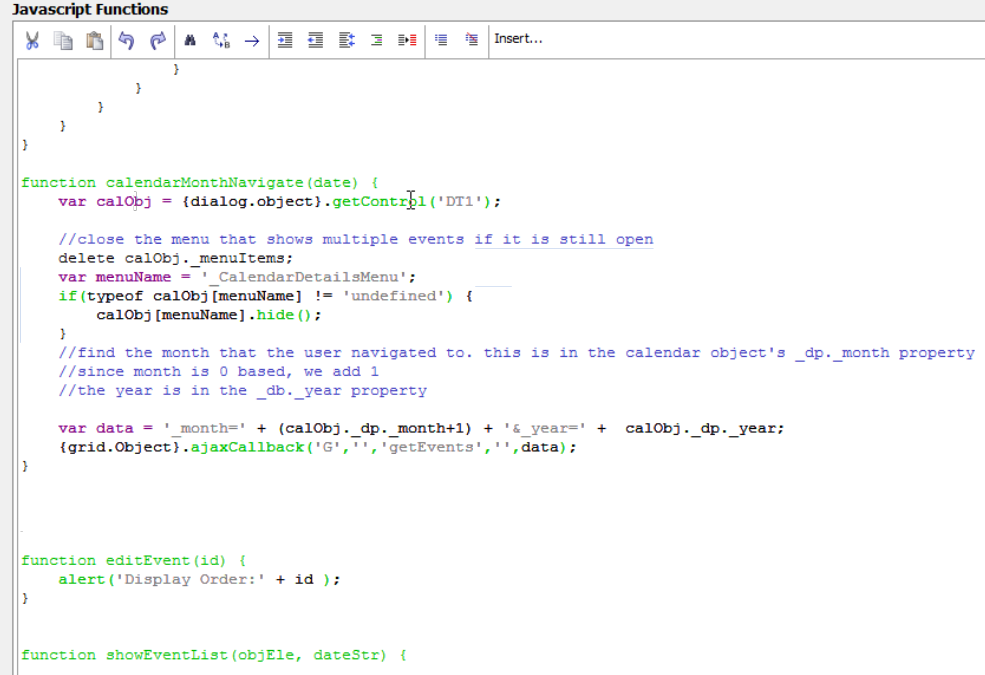 Javascript Functions
Insert...
}
}
}
}
}
function calendarMonthNavigate(date) {
var calObj = {dialog.object}.getControl('DT1');
//close the menu that shows multiple events if it is still open
delete calObj._menuItems;
var menuName = '_CalendarDetailsMenu';
if(typeof calObj[menuName] != 'undefined') {
calObj[menuName].hide();
}
//find the month that the user navigated to. this is in the calendar object's _dp._month property
//since month is 0 based, we add 1
//the year is in the _db._year property
var data = '_month=' + (calObj._dp._month+1) + '&_year=' +  calObj._dp._year;
{grid.Object}.ajaxCallback('G','','getEvents','',data);
}
function editEvent(id) {
alert('Display Order:' + id );
}
function showEventList(objEle, dateStr) {